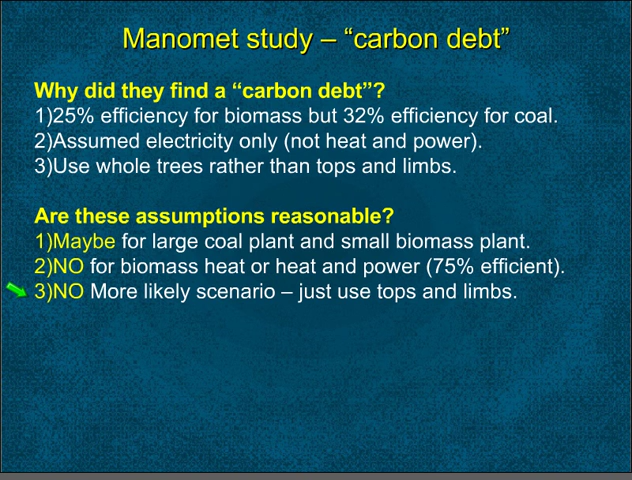 Manomet study – “carbon debt”
Why did they find a “carbon debt”?
1)25% efficiency for biomass but 32% efficiency for coal.
2)Assumed electricity only (not heat and power).
3)Use whole trees rather than tops and limbs.
Are these assumptions reasonable?
1)Maybe for large coal plant and small biomass plant.
2)NO for biomass heat or heat and power (75% efficient).
3)NO More likely scenario – just use tops and limbs.